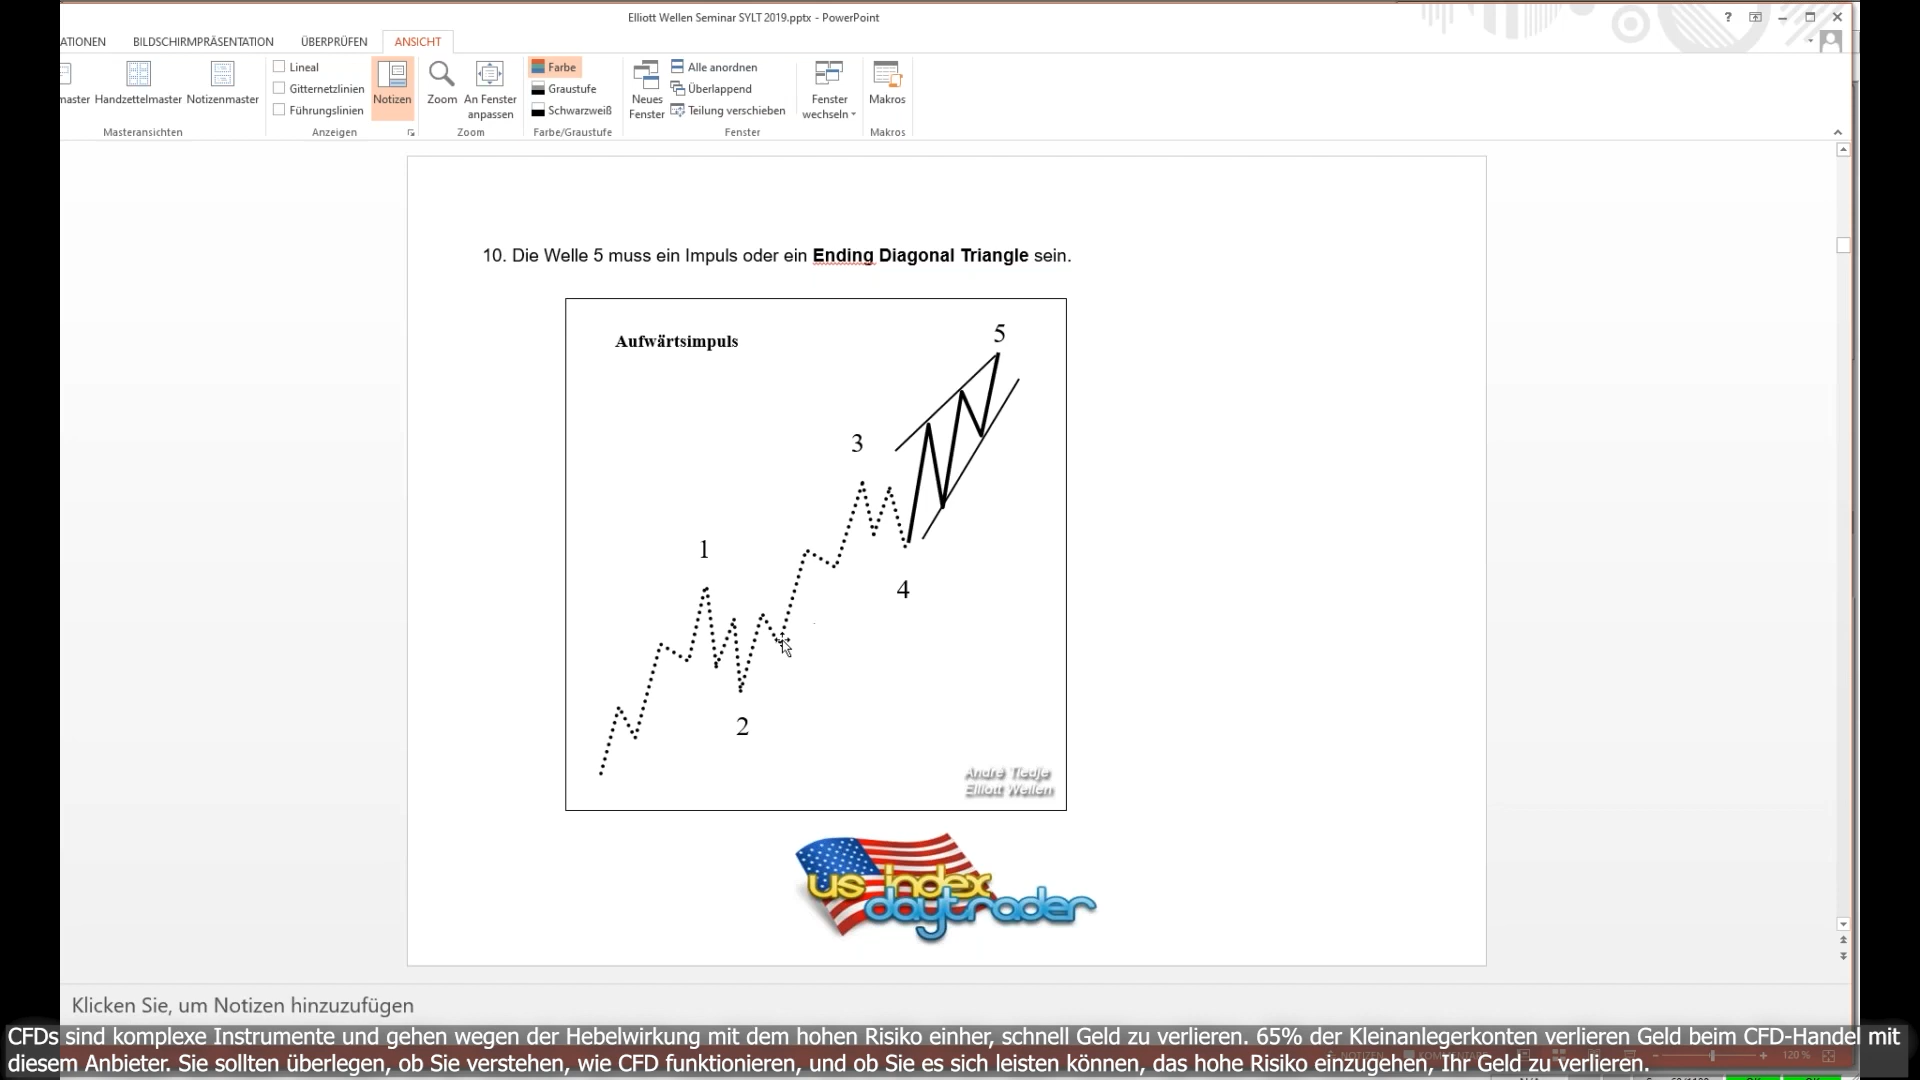 Elliott Wellen Seminar SYLT 2019.pptx - PowerPoint
ATIONEN BILDSCHIRMPRÄSENTATION ÜBERPRÜFEN ANSICHT
master Handzettelmaster Notizenmaster
Masteransichten
Lineal
Gitternetzlinien
Führungslinien
Anzeigen
Notizen
Zoom An Fenster anpassen
Zoom
Farbe
Graustufe
Schwarzweiß
Farbe/Graustufe
Neues Fenster
Alle anordnen
Überlappend
Teilung verschieben
Fenster wechseln
Fenster
Makros
Makros
10. Die Welle 5 muss ein Impuls oder ein Ending Diagonal Triangle sein.
Aufwärtsimpuls
5
3
1
4
2
André Tiedje
Elliott Wellen
us index
daytrader
Klicken Sie, um Notizen hinzuzufügen
CFDs sind komplexe Instrumente und gehen wegen der Hebelwirkung mit dem hohen Risiko einher, schnell Geld zu verlieren. 65% der Kleinanlegerkonten verlieren Geld beim CFD-Handel mit
diesem Anbieter. Sie sollten überlegen, ob Sie verstehen, wie CFD funktionieren, und ob Sie es sich leisten können, das hohe Risiko einzugehen, Ihr Geld zu verlieren.
120 %